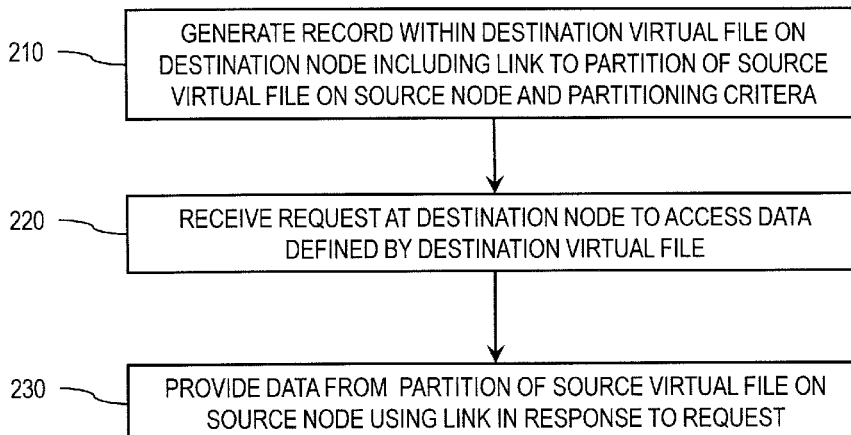 210
GENERATE RECORD WITHIN DESTINATION VIRTUAL FILE ON
DESTINATION NODE INCLUDING LINK TO PARTITION OF SOURCE
VIRTUAL FILE ON SOURCE NODE AND PARTITIONING CRITERA
220
RECEIVE REQUEST AT DESTINATION NODE TO ACCESS DATA
DEFINED BY DESTINATION VIRTUAL FILE
230
PROVIDE DATA FROM PARTITION OF SOURCE VIRTUAL FILE ON
SOURCE NODE USING LINK IN RESPONSE TO REQUEST